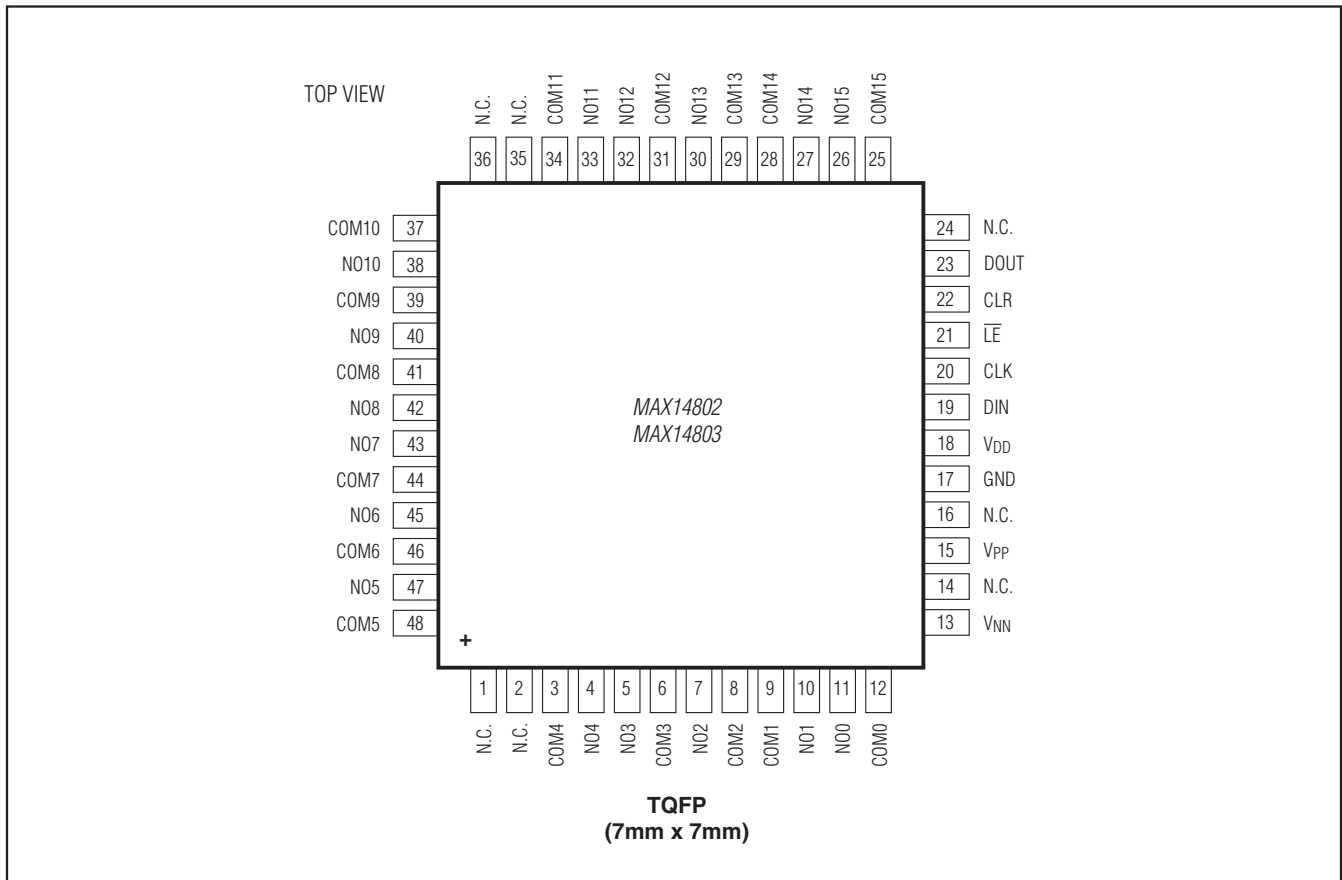 TOP VIEW
N.C. N.C. COM11 NO11 NO12 COM12 NO13 COM13 COM14 NO14 NO15 COM15
36 35 34 33 32 31 30 29 28 27 26 25
COM10 37 24 N.C.
NO10 38 23 DOUT
COM9 39 22 CLR
NO9 40 21 L̅E̅
COM8 41 20 CLK
NO8 42 19 DIN
NO7 43 18 VDD
COM7 44 17 GND
NO6 45 16 N.C.
COM6 46 15 VPP
NO5 47 14 N.C.
COM5 48 13 VNN
MAX14802
MAX14803
+
1 2 3 4 5 6 7 8 9 10 11 12
N.C. N.C. COM4 NO4 NO3 COM3 NO2 COM2 COM1 NO1 NO0 COM0
TQFP
(7mm x 7mm)